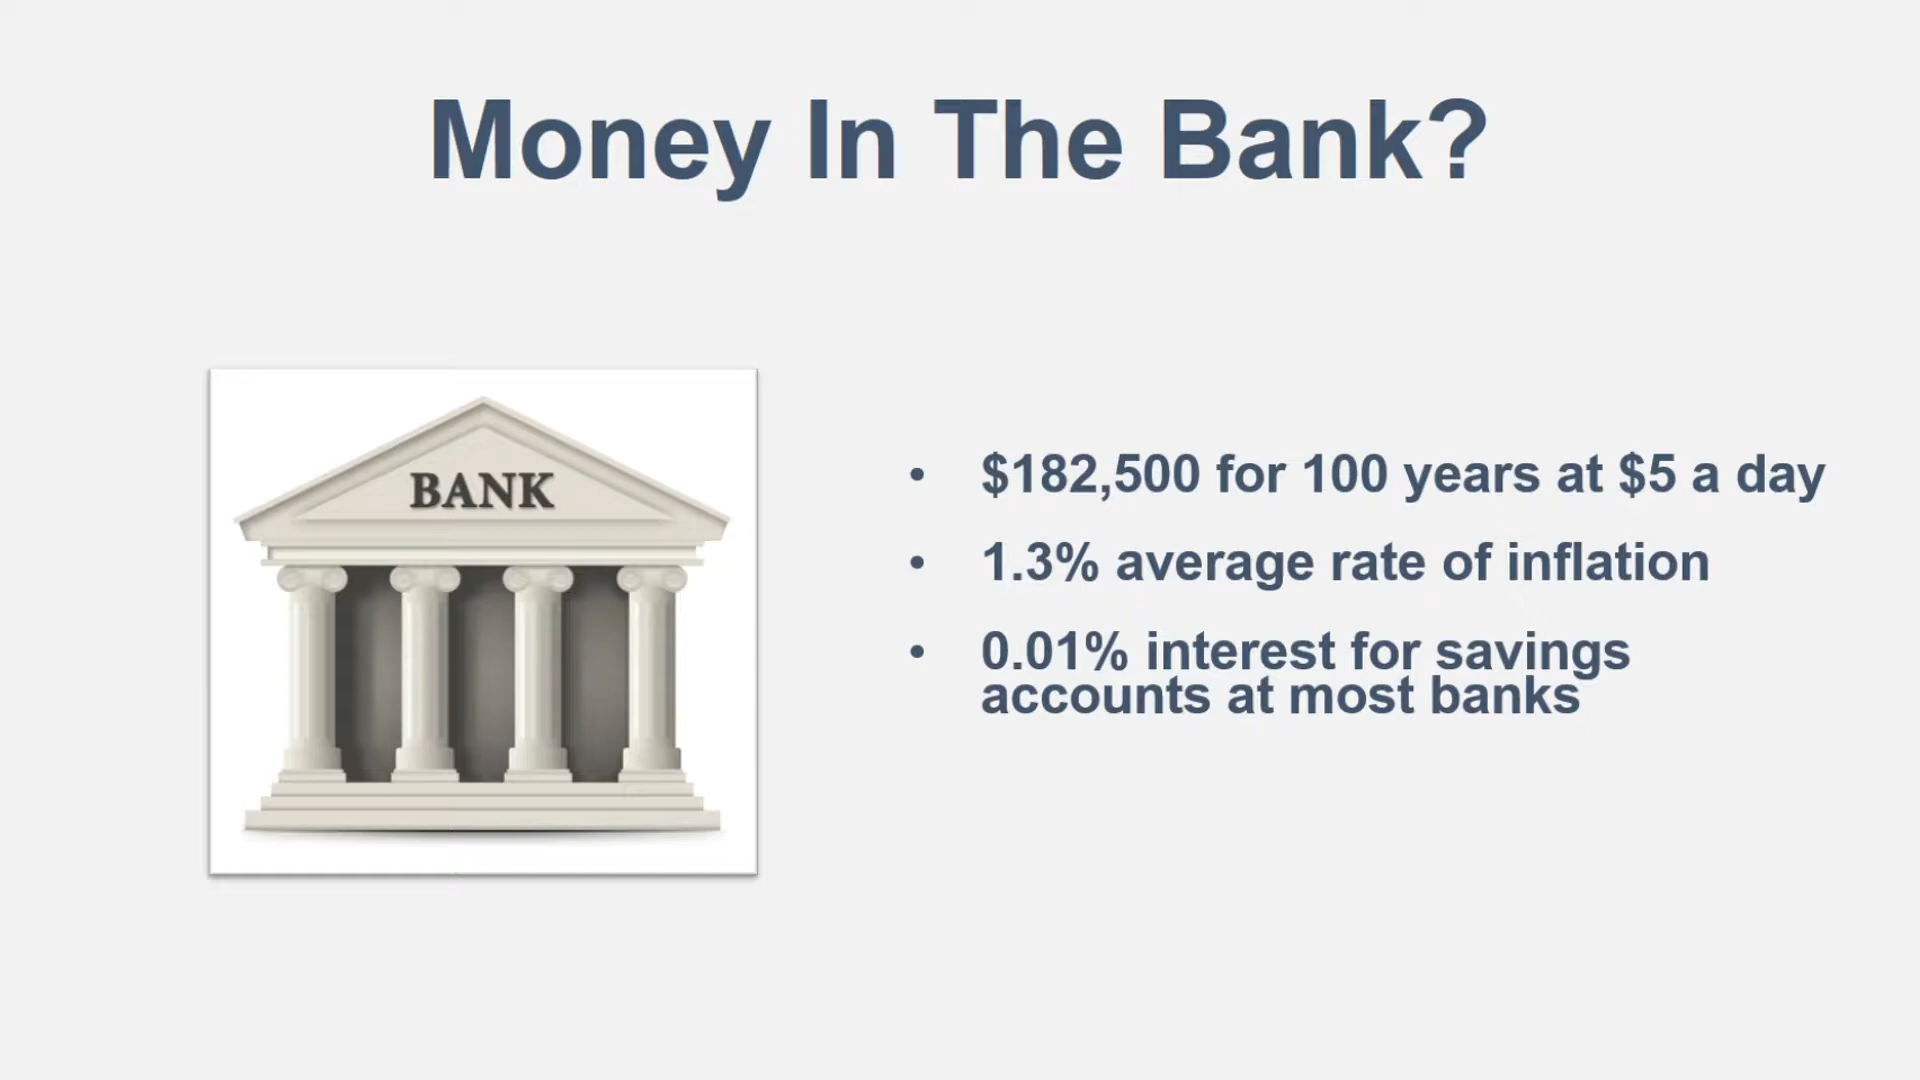 Money In The Bank?
BANK
• $182,500 for 100 years at $5 a day
• 1.3% average rate of inflation
• 0.01% interest for savings
accounts at most banks